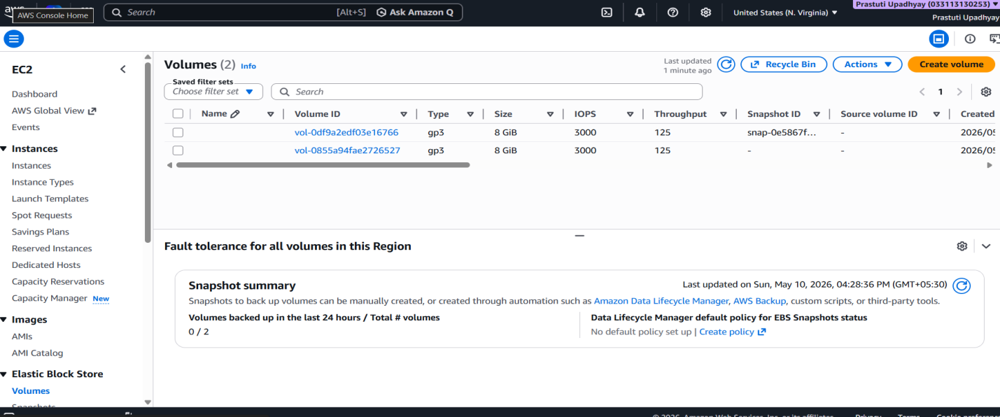 aws
AWS Console Home
Search [Alt+S] Ask Amazon Q
United States (N. Virginia)
Prastuti Upadhyay (033113130253)
Prastuti Upadhyay
EC2
Dashboard
AWS Global View
Events
Instances
Instances
Instance Types
Launch Templates
Spot Requests
Savings Plans
Reserved Instances
Dedicated Hosts
Capacity Reservations
Capacity Manager New
Images
AMIs
AMI Catalog
Elastic Block Store
Volumes
Snapshots
Volumes (2) Info
Last updated
1 minute ago
Recycle Bin
Actions
Create volume
Saved filter sets
Choose filter set
Search
1
Name Volume ID Type Size IOPS Throughput Snapshot ID Source volume ID Created
vol-0df9a2edf03e16766 gp3 8 GiB 3000 125 snap-0e5867f... - 2026/05
vol-0855a94fae2726527 gp3 8 GiB 3000 125 - - 2026/05
Fault tolerance for all volumes in this Region
Snapshot summary
Last updated on Sun, May 10, 2026, 04:28:36 PM (GMT+05:30)
Snapshots to back up volumes can be manually created, or created through automation such as Amazon Data Lifecycle Manager, AWS Backup, custom scripts, or third-party tools.
Volumes backed up in the last 24 hours / Total # volumes
0 / 2
Data Lifecycle Manager default policy for EBS Snapshots status
No default policy set up | Create policy
© 2026, Amazon Web Services, Inc. or its affiliates. Privacy Terms Cookie preferences